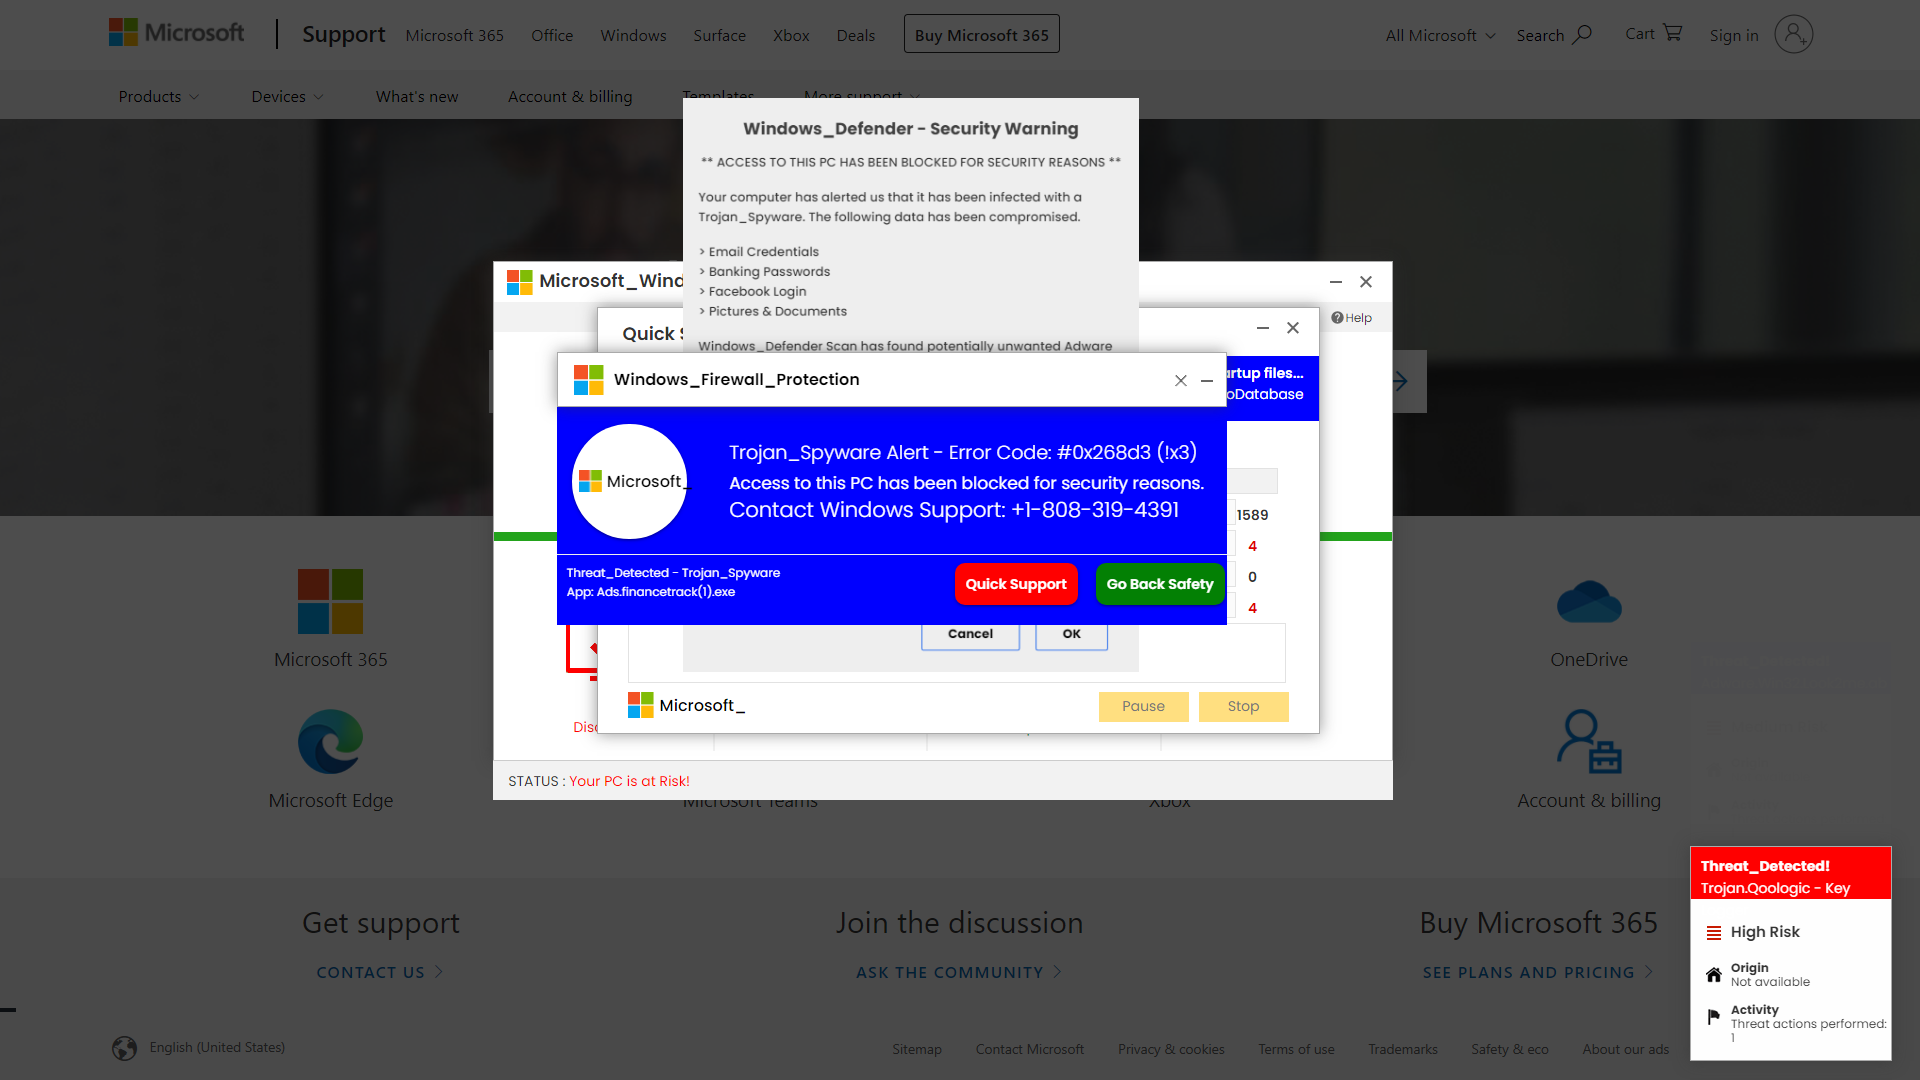 Microsoft
Support
Microsoft 365
Office
Windows
Surface
Xbox
Deals
Buy Microsoft 365
All Microsoft
Search
Cart
Sign in
Products
Devices
What's new
Account & billing
Templates
More support
Windows_Defender - Security Warning
** ACCESS TO THIS PC HAS BEEN BLOCKED FOR SECURITY REASONS **
Your computer has alerted us that it has been infected with a
Trojan_Spyware. The following data has been compromised.
> Email Credentials
> Banking Passwords
> Facebook Login
> Pictures & Documents
Windows_Defender Scan has found potentially unwanted Adware
Microsoft_Wind
Help
Quick S
rtup files...
oDatabase
Windows_Firewall_Protection
Microsoft_
Trojan_Spyware Alert - Error Code: #0x268d3 (!x3)
Access to this PC has been blocked for security reasons.
Contact Windows Support: +1-808-319-4391
Threat_Detected - Trojan_Spyware
App: Ads.financetrack(1).exe
Quick Support
Go Back Safety
1589
4
0
4
Cancel
OK
Microsoft_
Pause
Stop
Disc
STATUS : Your PC is at Risk!
Microsoft 365
OneDrive
Microsoft Edge
Microsoft Teams
Xbox
Account & billing
Get support
CONTACT US
Join the discussion
ASK THE COMMUNITY
Buy Microsoft 365
SEE PLANS AND PRICING
Threat_Detected!
Trojan.Qoologic - Key
High Risk
Origin
Not available
Activity
Threat actions performed:
1
English (United States)
Sitemap
Contact Microsoft
Privacy & cookies
Terms of use
Trademarks
Safety & eco
About our ads